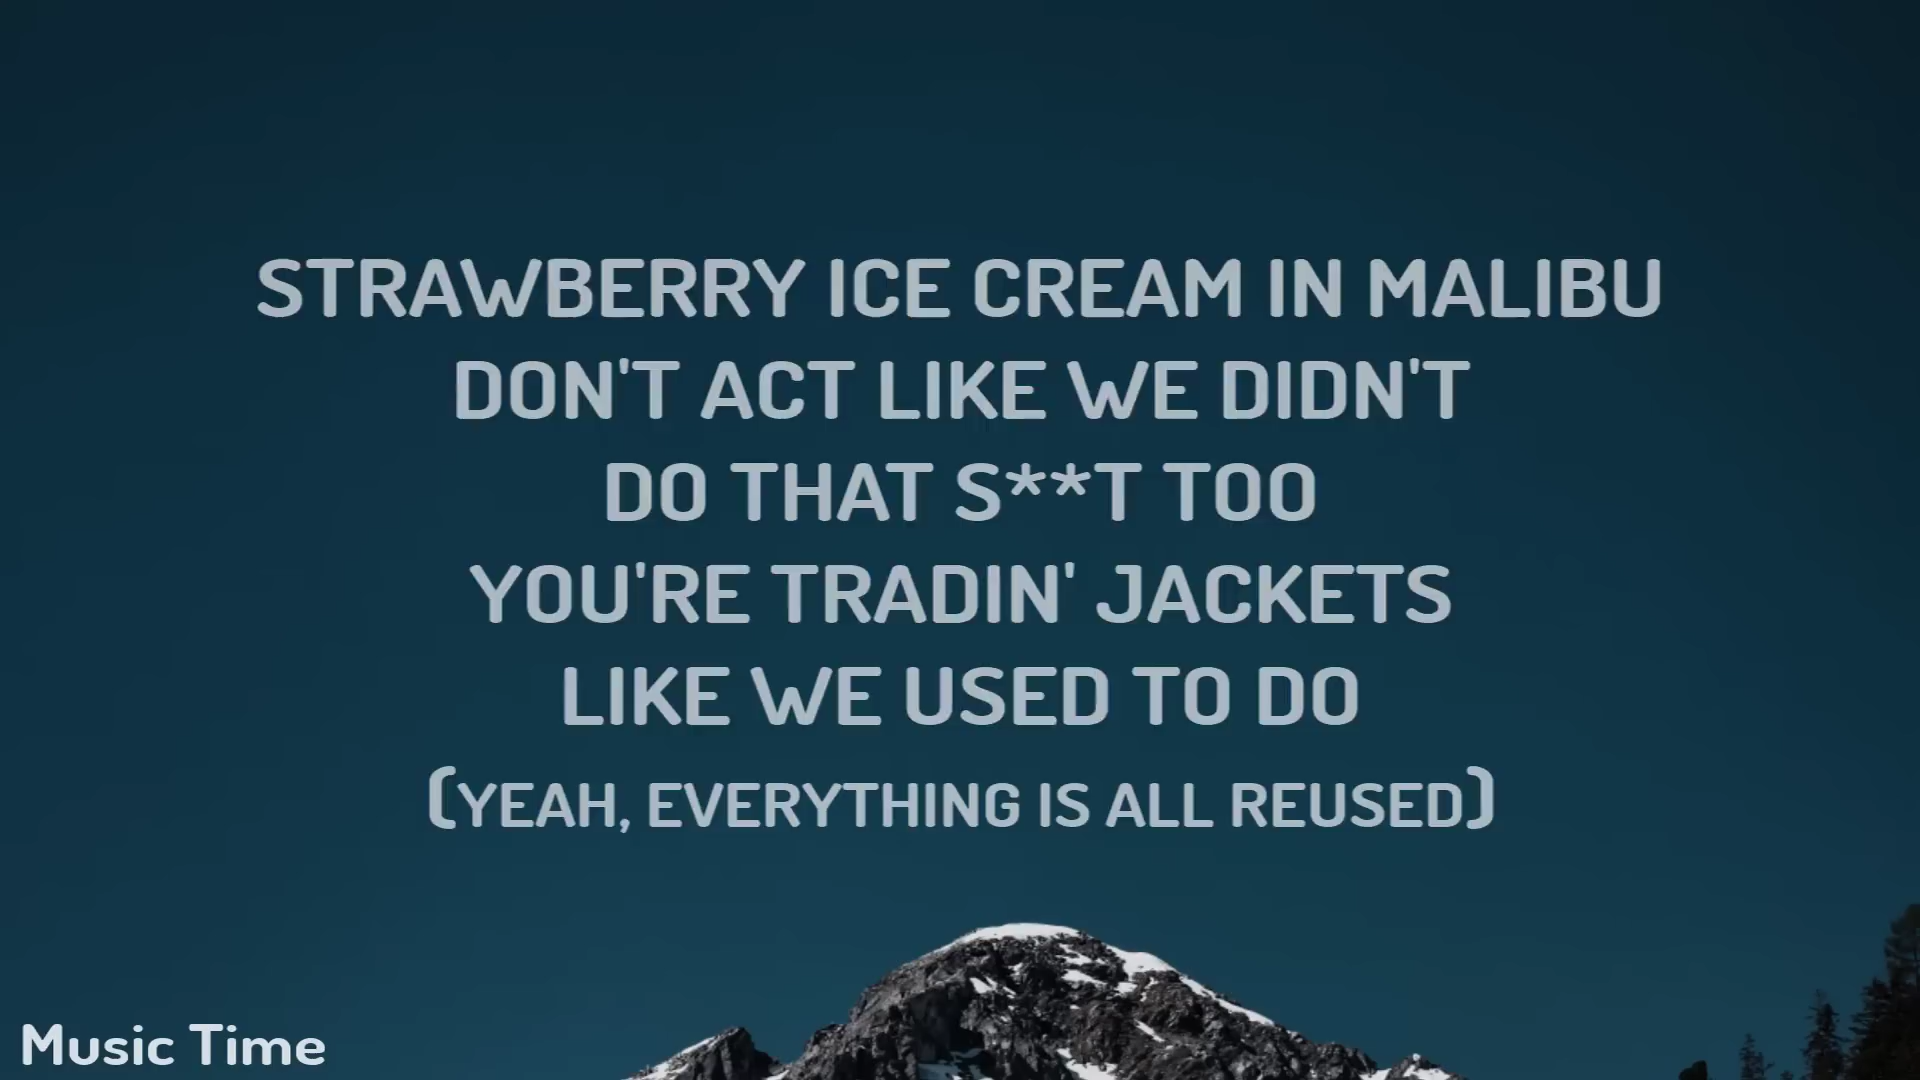 STRAWBERRY ICE CREAM IN MALIBU
DON'T ACT LIKE WE DIDN'T
DO THAT S**T TOO
YOU'RE TRADIN' JACKETS
LIKE WE USED TO DO
(YEAH, EVERYTHING IS ALL REUSED)
Music Time